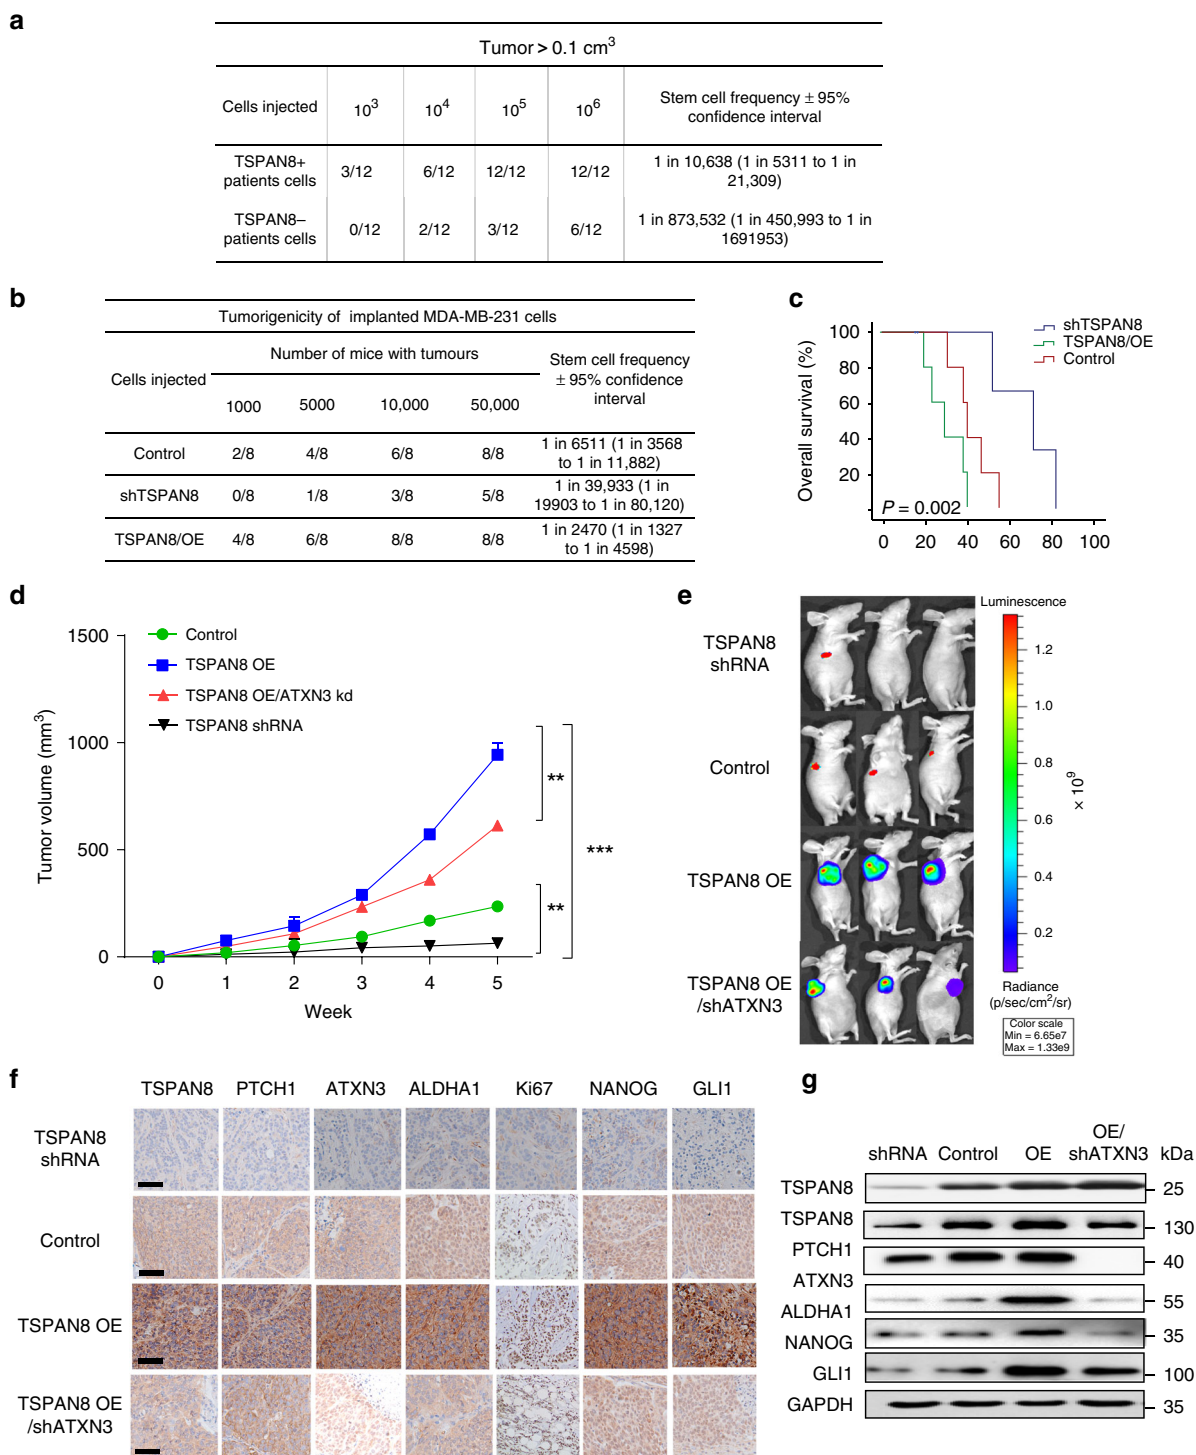 a
Tumor > 0.1 cm³
Cells injected 10³ 10⁴ 10⁵ 10⁶ Stem cell frequency ± 95%
confidence interval
TSPAN8+
patients cells
3/12 6/12 12/12 12/12
1 in 10,638 (1 in 5311 to 1 in
21,309)
TSPAN8–
patients cells
0/12 2/12 3/12 6/12
1 in 873,532 (1 in 450,993 to 1 in
1691953)
b
Tumorigenicity of implanted MDA-MB-231 cells
Cells injected
Number of mice with tumours
1000 5000 10,000 50,000
Stem cell frequency
± 95% confidence
interval
Control 2/8 4/8 6/8 8/8
1 in 6511 (1 in 3568
to 1 in 11,882)
shTSPAN8 0/8 1/8 3/8 5/8
1 in 39,933 (1 in
19903 to 1 in 80,120)
TSPAN8/OE 4/8 6/8 8/8 8/8
1 in 2470 (1 in 1327
to 1 in 4598)
c
Overall survival (%)
100
80
60
40
20
0 20 40 60 80 100
P = 0.002
shTSPAN8
TSPAN8/OE
Control
d
Tumor volume (mm³)
1500
1000
500
0
0 1 2 3 4 5
Week
Control
TSPAN8 OE
TSPAN8 OE/ATXN3 kd
TSPAN8 shRNA
**
**
***
e
TSPAN8
shRNA
Control
TSPAN8 OE
TSPAN8 OE
/shATXN3
Luminescence
1.2
1.0
0.8
0.6
0.4
0.2
× 10⁹
Radiance
(p/sec/cm²/sr)
Color scale
Min = 6.65e7
Max = 1.33e9
f
TSPAN8 PTCH1 ATXN3 ALDHA1 Ki67 NANOG GLI1
TSPAN8
shRNA
Control
TSPAN8 OE
TSPAN8 OE
/shATXN3
g
shRNA Control OE OE/
shATXN3 kDa
TSPAN8 25
TSPAN8 130
PTCH1 40
ATXN3
ALDHA1 55
NANOG 35
GLI1 100
GAPDH 35